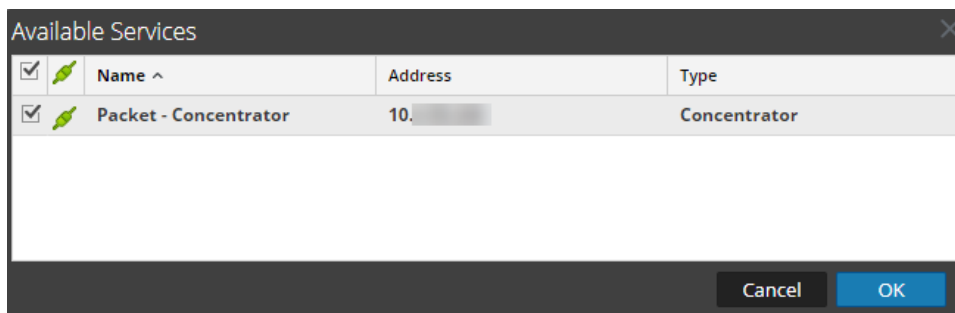 Available Services
Name Address Type
Packet - Concentrator 10. Concentrator
Cancel OK